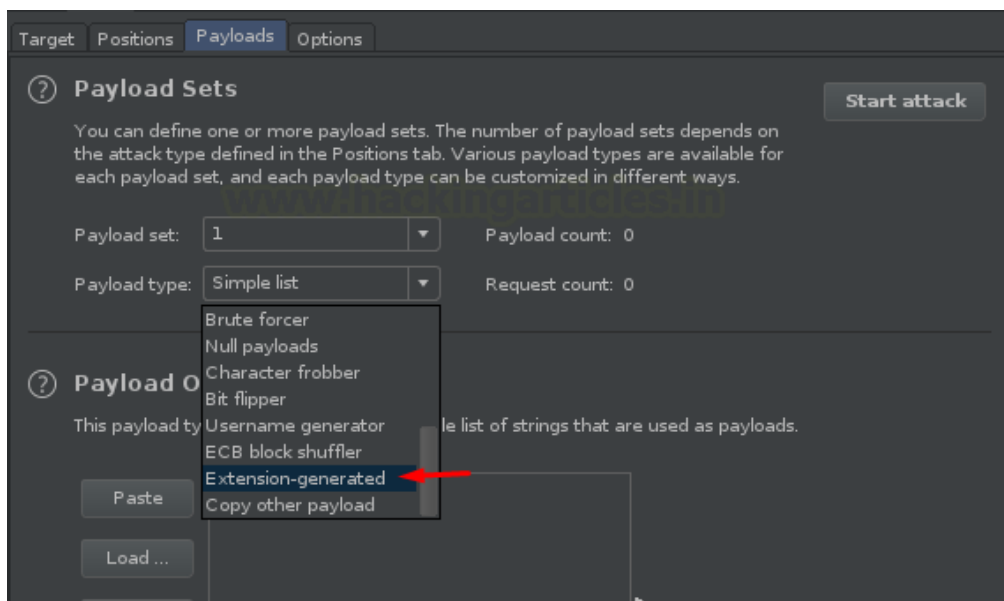 Target Positions Payloads Options
Payload Sets
Start attack
You can define one or more payload sets. The number of payload sets depends on
the attack type defined in the Positions tab. Various payload types are available for
each payload set, and each payload type can be customized in different ways.
www.hackingarticles.in
Payload set: 1 Payload count: 0
Payload type: Simple list Request count: 0
Brute forcer
Null payloads
Character frobber
Bit flipper
Payload O
This payload ty
Username generator
le list of strings that are used as payloads.
ECB block shuffler
Extension-generated
Copy other payload
Paste
Load ...